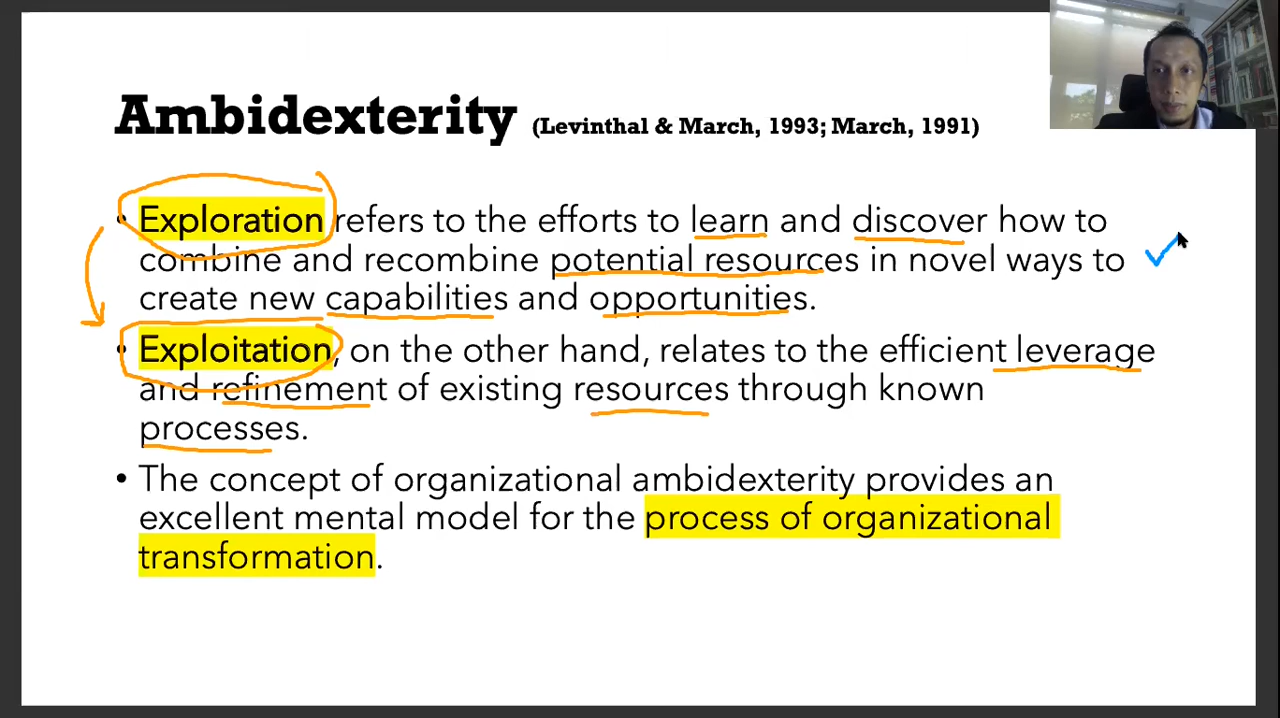 Ambidexterity (Levinthal & March, 1993; March, 1991)
• Exploration refers to the efforts to learn and discover how to
combine and recombine potential resources in novel ways to
create new capabilities and opportunities.
• Exploitation, on the other hand, relates to the efficient leverage
and refinement of existing resources through known
processes.
• The concept of organizational ambidexterity provides an
excellent mental model for the process of organizational
transformation.